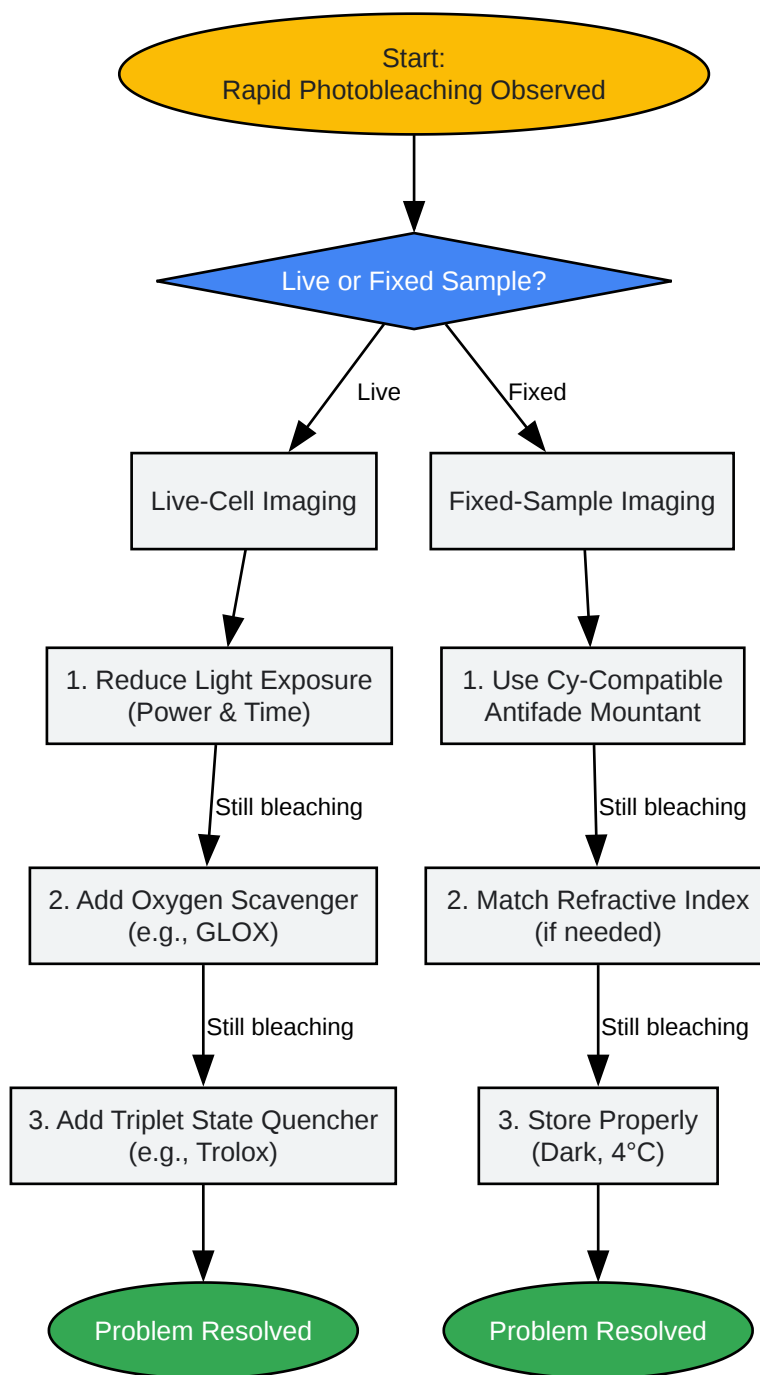 Start:
Rapid Photobleaching Observed
Live or Fixed Sample?
Live
Fixed
Live-Cell Imaging
Fixed-Sample Imaging
1. Reduce Light Exposure
(Power & Time)
1. Use Cy-Compatible
Antifade Mountant
Still bleaching
Still bleaching
2. Add Oxygen Scavenger
(e.g., GLOX)
2. Match Refractive Index
(if needed)
Still bleaching
Still bleaching
3. Add Triplet State Quencher
(e.g., Trolox)
3. Store Properly
(Dark, 4°C)
Problem Resolved
Problem Resolved